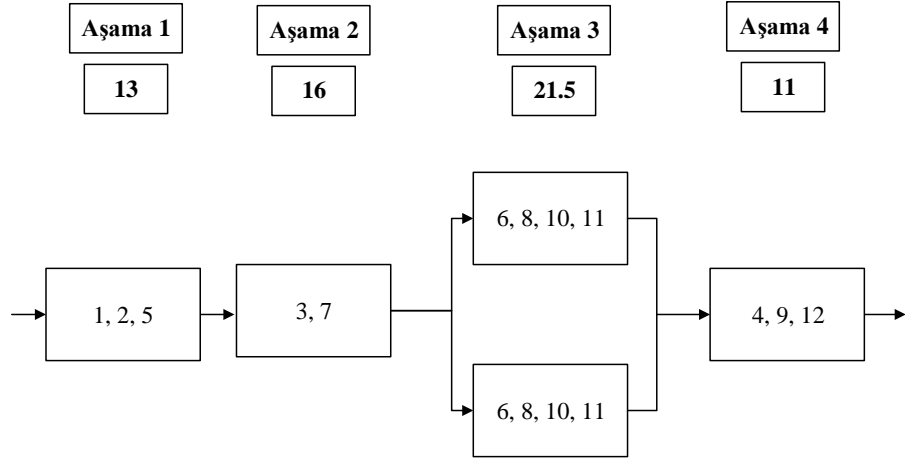 Aşama 1
Aşama 2
Aşama 3
Aşama 4
13
16
21.5
11
6, 8, 10, 11
1, 2, 5
3, 7
4, 9, 12
6, 8, 10, 11